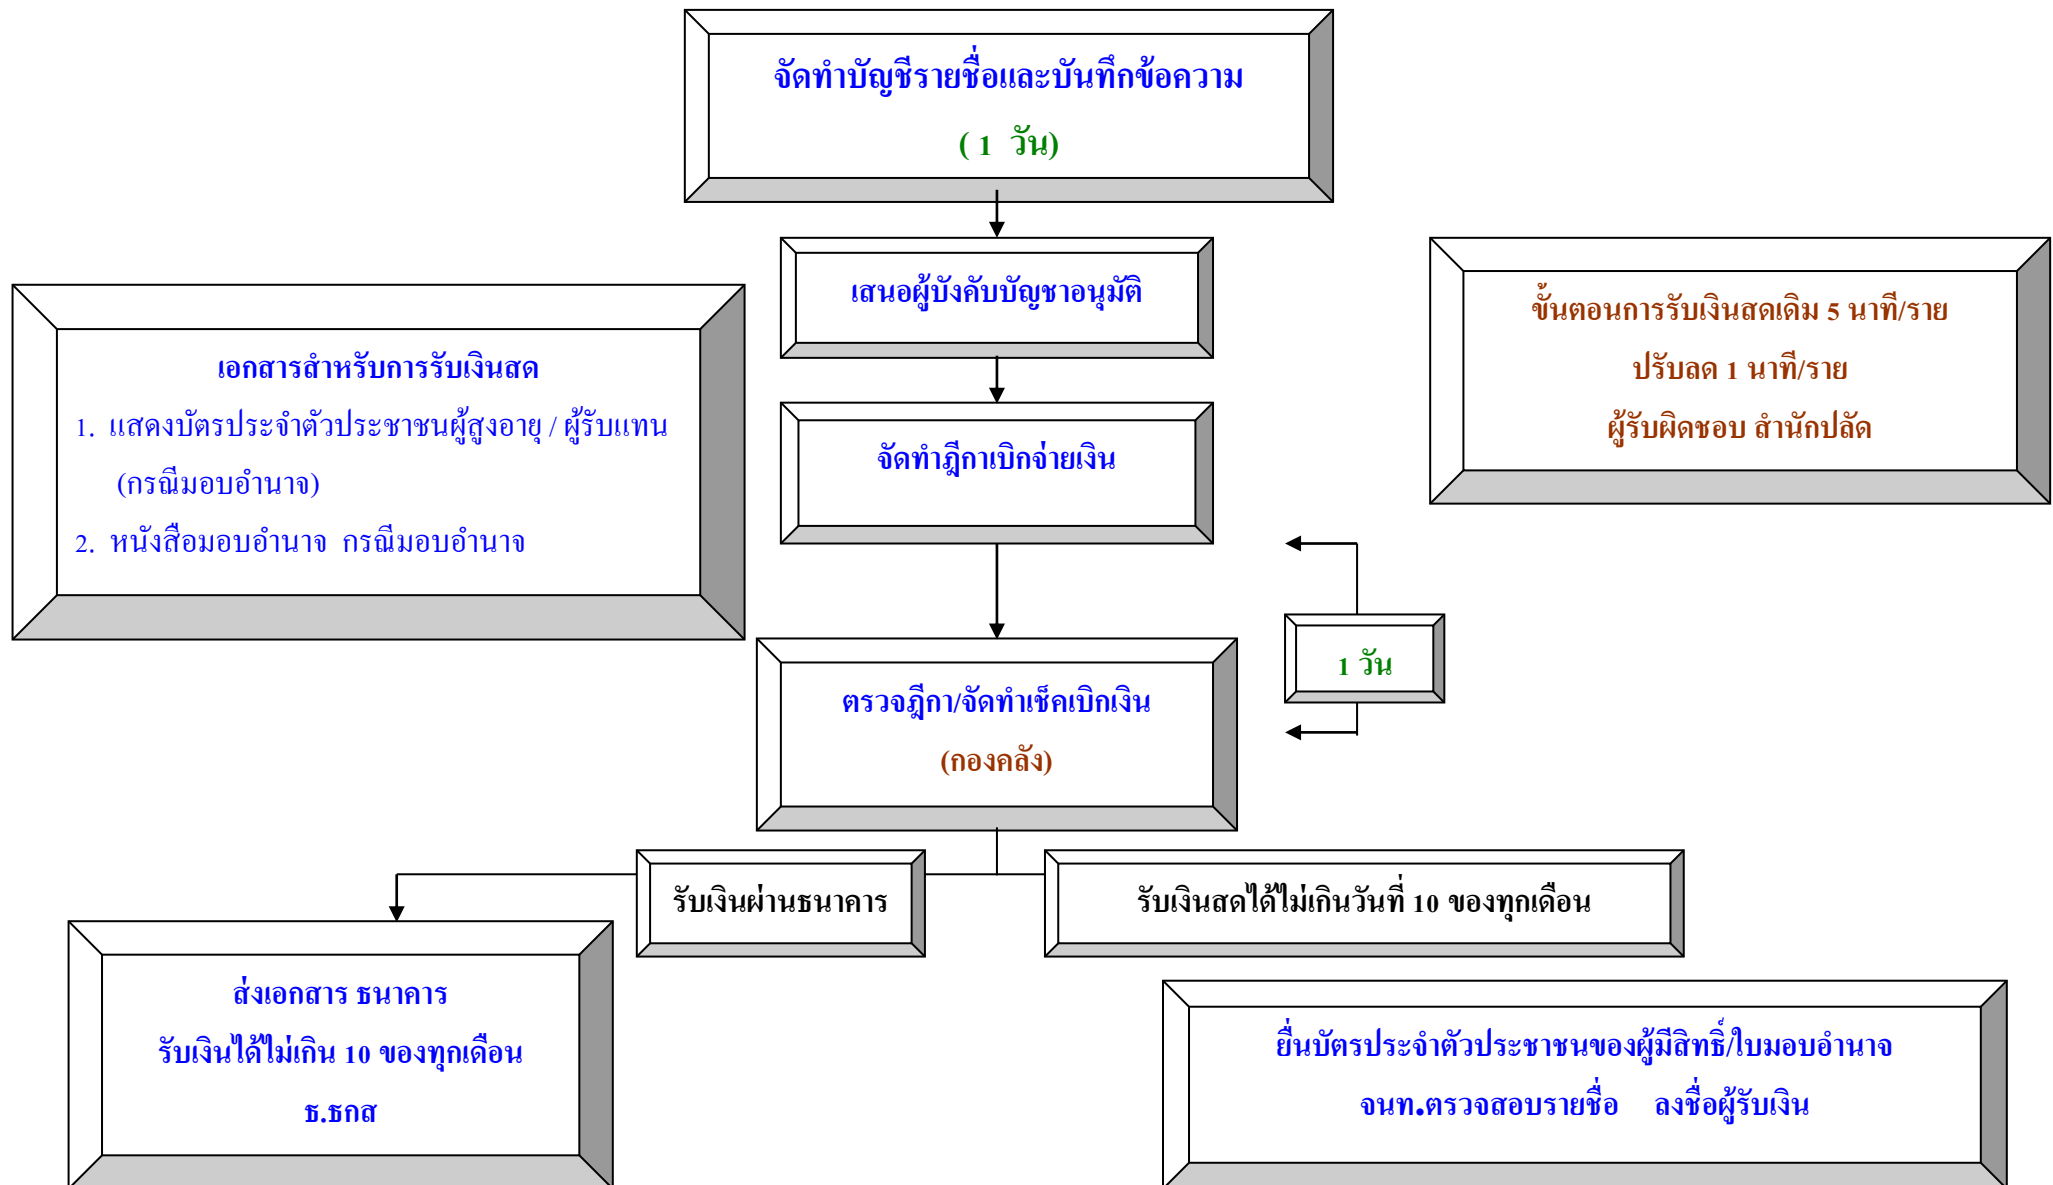 จัดทำบัญชีรายชื่อและบันทึกข้อความ
( 1 วัน)
เสนอผู้บังคับบัญชาอนุมัติ
ขั้นตอนการรับเงินสดเดิม 5 นาที/ราย
ปรับลด 1 นาที/ราย
ผู้รับผิดชอบ สำนักปลัด
เอกสารสำหรับการรับเงินสด
1. แสดงบัตรประจำตัวประชาชนผู้สูงอายุ / ผู้รับแทน
(กรณีมอบอำนาจ)
2. หนังสือมอบอำนาจ กรณีมอบอำนาจ
จัดทำฎีกาเบิกจ่ายเงิน
1 วัน
ตรวจฎีกา/จัดทำเช็คเบิกเงิน
(กองคลัง)
รับเงินผ่านธนาคาร
รับเงินสดได้ไม่เกินวันที่ 10 ของทุกเดือน
ส่งเอกสาร ธนาคาร
รับเงินได้ไม่เกิน 10 ของทุกเดือน
ธ.ธกส
ยื่นบัตรประจำตัวประชาชนของผู้มีสิทธิ์/ใบมอบอำนาจ
จนท.ตรวจสอบรายชื่อ ลงชื่อผู้รับเงิน